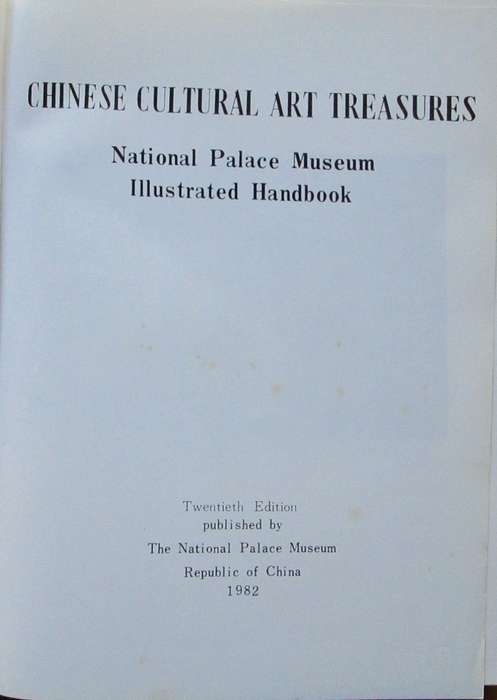 CHINESE CULTURAL ART TREASURES
National Palace Museum
Illustrated Handbook
Twentieth Edition
published by
The National Palace Museum
Republic of China
1982